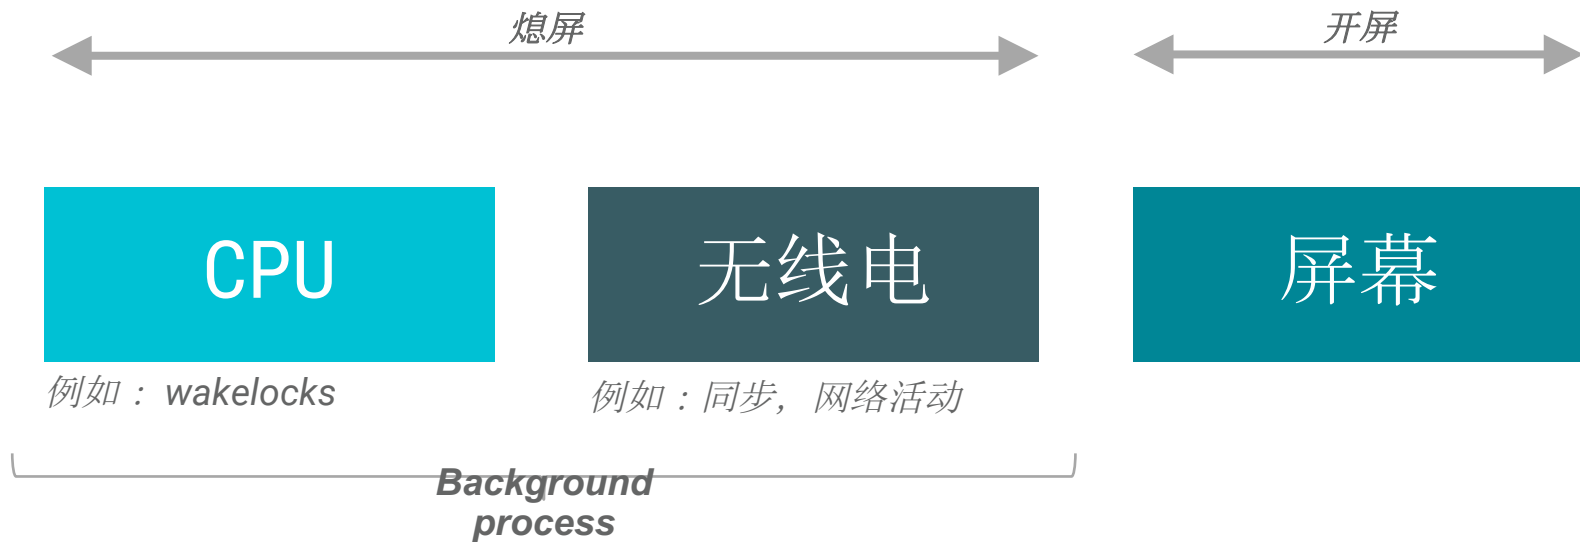 熄屏
开屏
CPU
无线电
屏幕
例如： wakelocks
例如：同步，网络活动
Background
process